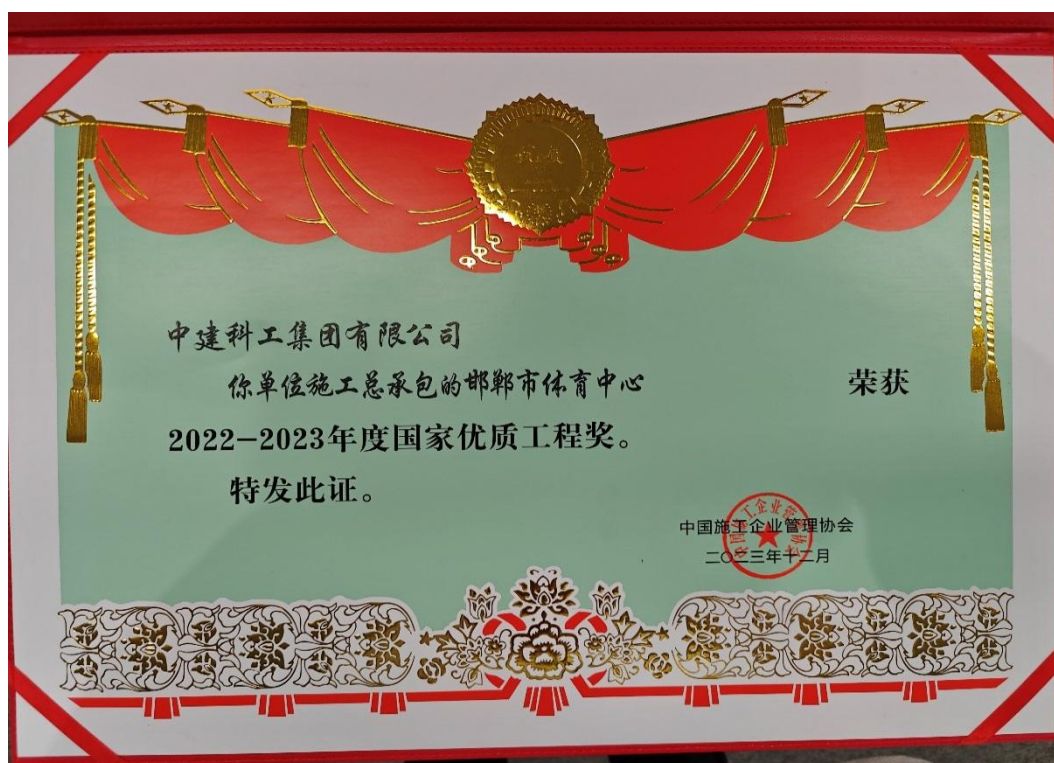 中建科工集团有限公司
你单位施工总承包的邯郸市体育中心 荣获
2022-2023年度国家优质工程奖。
特发此证。
中国施工企业管理协会
二〇二三年十二月